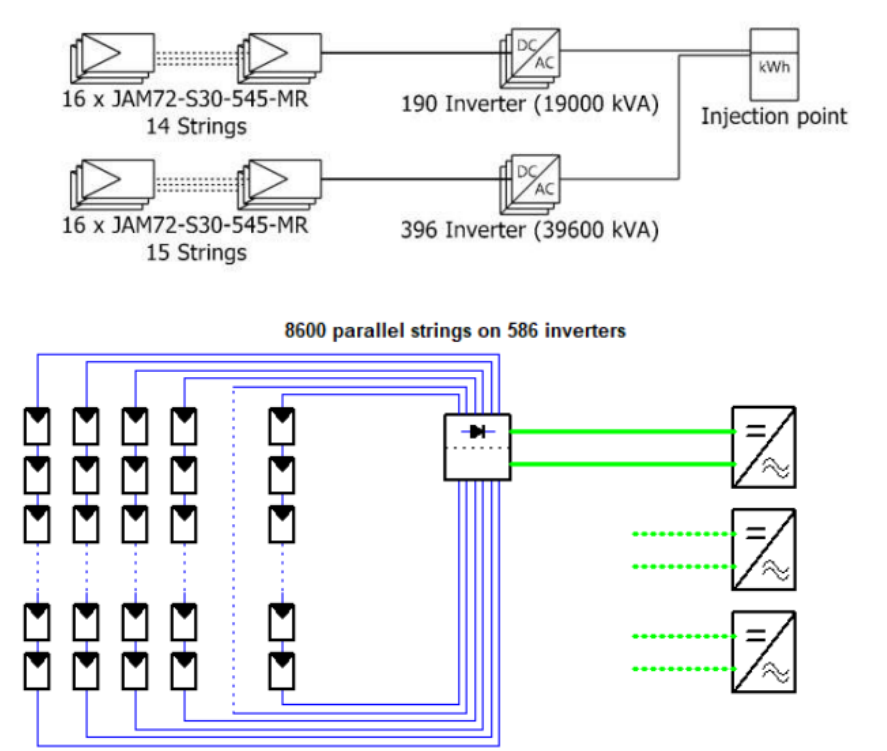 DC
AC
kWh
16 x JAM72-S30-545-MR
14 Strings
190 Inverter (19000 kVA)
Injection point
DC
AC
16 x JAM72-S30-545-MR
15 Strings
396 Inverter (39600 kVA)
8600 parallel strings on 586 inverters